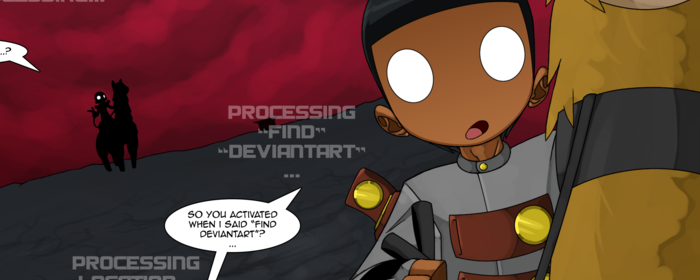 ...?
PROCESSING
"FIND"
"DEVIANTART"
...
SO YOU ACTIVATED
WHEN I SAID "FIND
DEVIANTART"?
...
PROCESSING